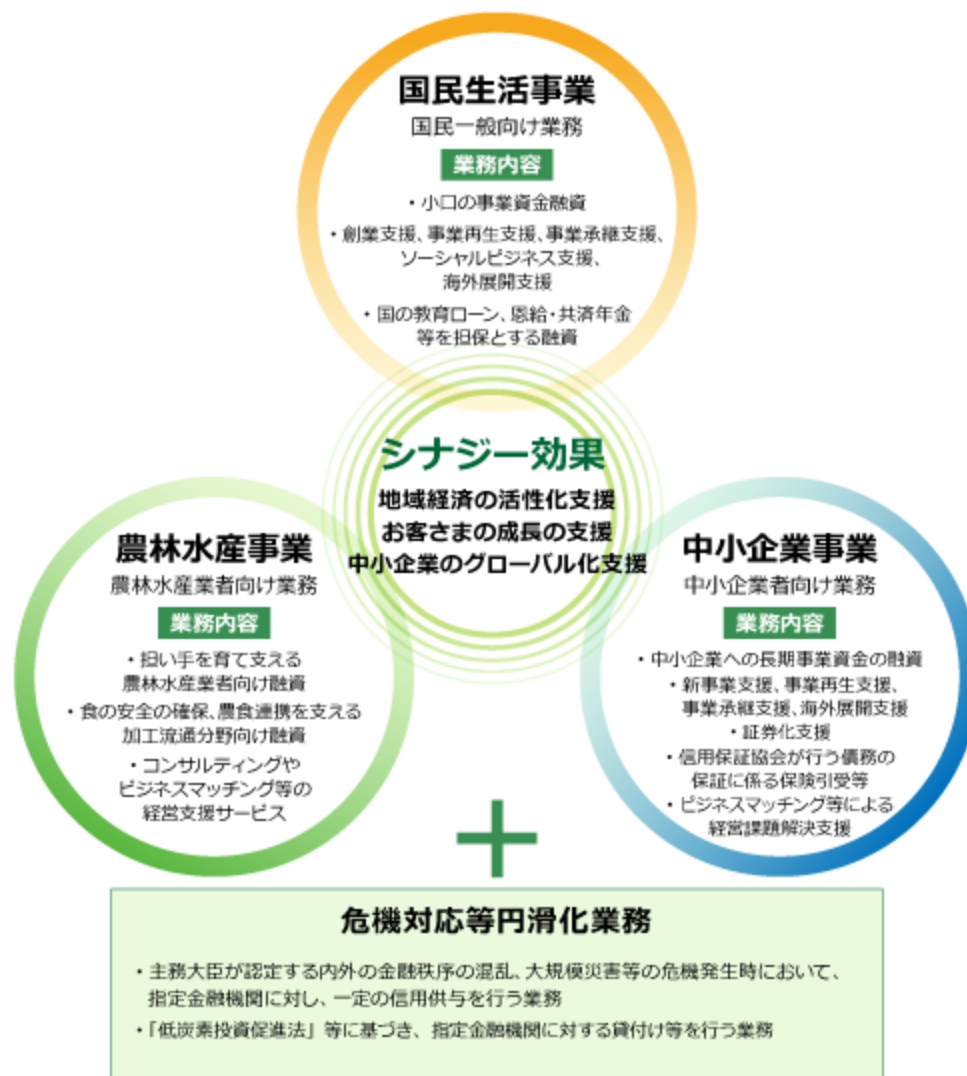 国民生活事業
国民一般向け業務
業務内容
・小口の事業資金融資
・創業支援、事業再生支援、事業承継支援、
ソーシャルビジネス支援、
海外展開支援
・国の教育ローン、恩給・共済年金
等を担保とする融資
シナジー効果
地域経済の活性化支援
お客さまの成長の支援
中小企業のグローバル化支援
農林水産事業
農林水産業者向け業務
業務内容
・担い手を育て支える
農林水産業者向け融資
・食の安全の確保、農食連携を支える
加工流通分野向け融資
・コンサルティングや
ビジネスマッチング等の
経営支援サービス
中小企業事業
中小企業者向け業務
業務内容
・中小企業への長期事業資金の融資
・新事業支援、事業再生支援、
事業承継支援、海外展開支援
・証券化支援
・信用保証協会が行う債務の
保証に係る保険引受等
・ビジネスマッチング等による
経営課題解決支援
+
危機対応等円滑化業務
・主務大臣が認定する内外の金融秩序の混乱、大規模災害等の危機発生時において、
指定金融機関に対し、一定の信用供与を行う業務
・「低炭素投資促進法」等に基づき、指定金融機関に対する貸付け等を行う業務